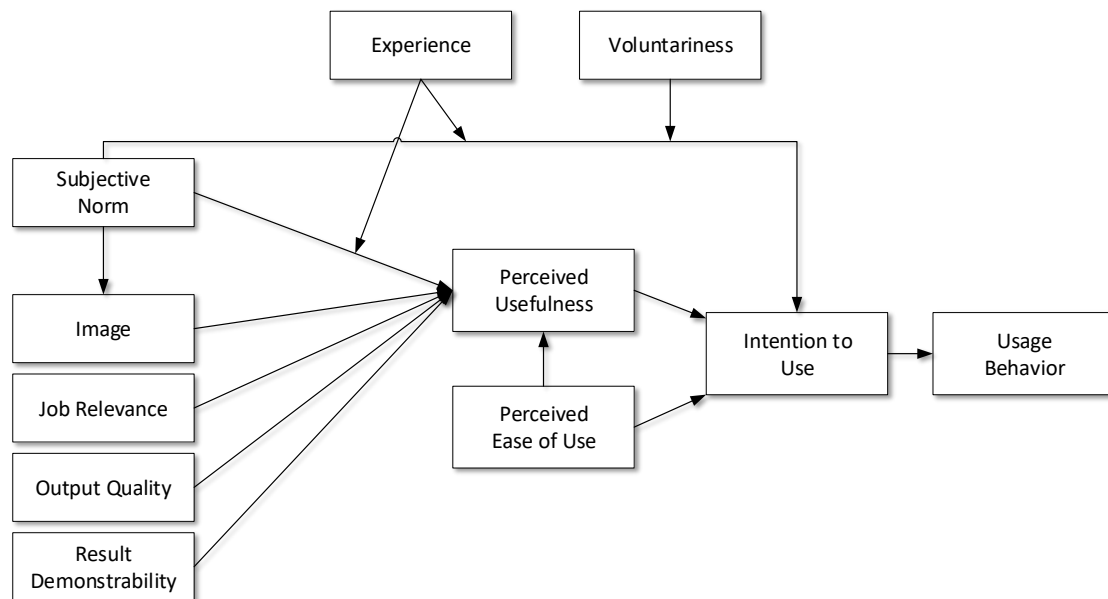 Experience
Voluntariness
Subjective
Norm
Image
Job Relevance
Output Quality
Result
Demonstrability
Perceived
Usefulness
Perceived
Ease of Use
Intention to
Use
Usage
Behavior